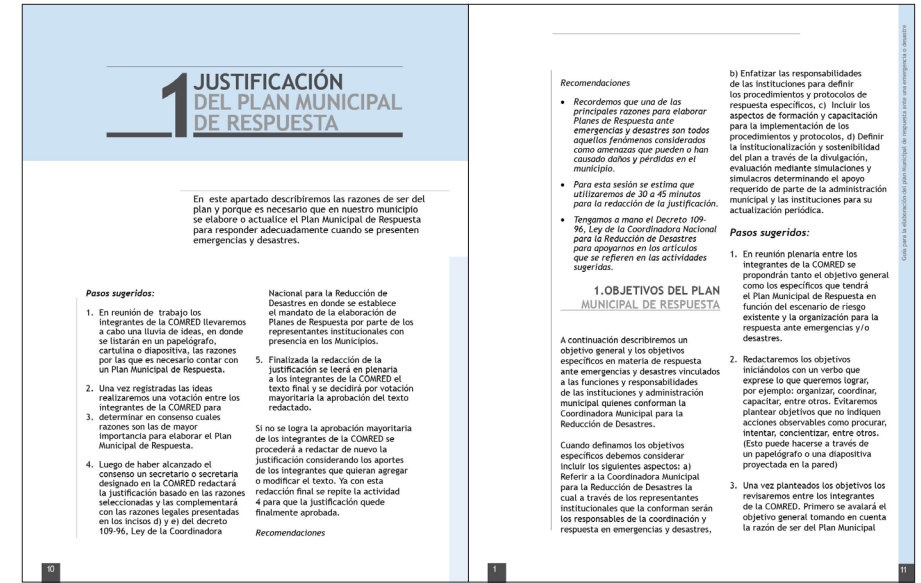 1 JUSTIFICACIÓN
DEL PLAN MUNICIPAL
DE RESPUESTA
En este apartado describiremos las razones de ser del
plan y porque es necesario que en nuestro municipio
se elabore o actualice el Plan Municipal de Respuesta
para responder adecuadamente cuando se presenten
emergencias y desastres.
Pasos sugeridos:
1. En reunión de trabajo los
integrantes de la COMRED llevaremos
a cabo una lluvia de ideas, en donde
se listarán en un papelógrafo,
cartulina o diapositiva, las razones
por las que es necesario contar con
un Plan Municipal de Respuesta.
2. Una vez registradas las ideas
realizaremos una votación entre los
integrantes de la COMRED para
3. determinar en consenso cuales
razones son las de mayor
importancia para elaborar el Plan
Municipal de Respuesta.
4. Luego de haber alcanzado el
consenso un secretario o secretaria
designado en la COMRED redactará
la justificación basado en las razones
seleccionadas y las complementará
con las razones legales presentadas
en los incisos d) y e) del decreto
109-96, Ley de la Coordinadora
Nacional para la Reducción de
Desastres en donde se establece
el mandato de la elaboración de
Planes de Respuesta por parte de los
representantes institucionales con
presencia en los Municipios.
5. Finalizada la redacción de la
justificación se leerá en plenaria
a los integrantes de la COMRED el
texto final y se decidirá por votación
mayoritaria la aprobación del texto
redactado.
Si no se logra la aprobación mayoritaria
de los integrantes de la COMRED se
procederá a redactar de nuevo la
justificación considerando los aportes
de los integrantes que quieran agregar
o modificar el texto. Ya con esta
redacción final se repite la actividad
4 para que la justificación quede
finalmente aprobada.
Recomendaciones
10
Recomendaciones
• Recordemos que una de las
principales razones para elaborar
Planes de Respuesta ante
emergencias y desastres son todos
aquellos fenómenos considerados
como amenazas que pueden o han
causado daños y pérdidas en el
municipio.
• Para esta sesión se estima que
utilizaremos de 30 a 45 minutos
para la redacción de la justificación.
• Tengamos a mano el Decreto 109-
96, Ley de la Coordinadora Nacional
para la Reducción de Desastres
para apoyarnos en los artículos
que se refieren en las actividades
sugeridas.
1.OBJETIVOS DEL PLAN
MUNICIPAL DE RESPUESTA
A continuación describiremos un
objetivo general y los objetivos
específicos en materia de respuesta
ante emergencias y desastres vinculados
a las funciones y responsabilidades
de las instituciones y administración
municipal quienes conforman la
Coordinadora Municipal para la
Reducción de Desastres.
Cuando definamos los objetivos
específicos debemos considerar
incluir los siguientes aspectos: a)
Referir a la Coordinadora Municipal
para la Reducción de Desastres la
cual a través de los representantes
institucionales que la conforman serán
los responsables de la coordinación y
respuesta en emergencias y desastres,
b) Enfatizar las responsabilidades
de las instituciones para definir
los procedimientos y protocolos de
respuesta específicos, c) Incluir los
aspectos de formación y capacitación
para la implementación de los
procedimientos y protocolos, d) Definir
la institucionalización y sostenibilidad
del plan a través de la divulgación,
evaluación mediante simulaciones y
simulacros determinando el apoyo
requerido de parte de la administración
municipal y las instituciones para su
actualización periódica.
Pasos sugeridos:
1. En reunión plenaria entre los
integrantes de la COMRED se
propondrán tanto el objetivo general
como los específicos que tendrá
el Plan Municipal de Respuesta en
función del escenario de riesgo
existente y la organización para la
respuesta ante emergencias y/o
desastres.
2. Redactaremos los objetivos
iniciándolos con un verbo que
exprese lo que queremos lograr,
por ejemplo: organizar, coordinar,
capacitar, entre otros. Evitaremos
plantear objetivos que no indiquen
acciones observables como procurar,
intentar, concientizar, entre otros.
(Esto puede hacerse a través de
un papelógrafo o una diapositiva
proyectada en la pared)
3. Una vez planteados los objetivos los
revisaremos entre los integrantes
de la COMRED. Primero se avalará el
objetivo general tomando en cuenta
la razón de ser del Plan Municipal
Guía para la elaboración del plan Municipal de respuesta ante una emergencia o desastre
1
11